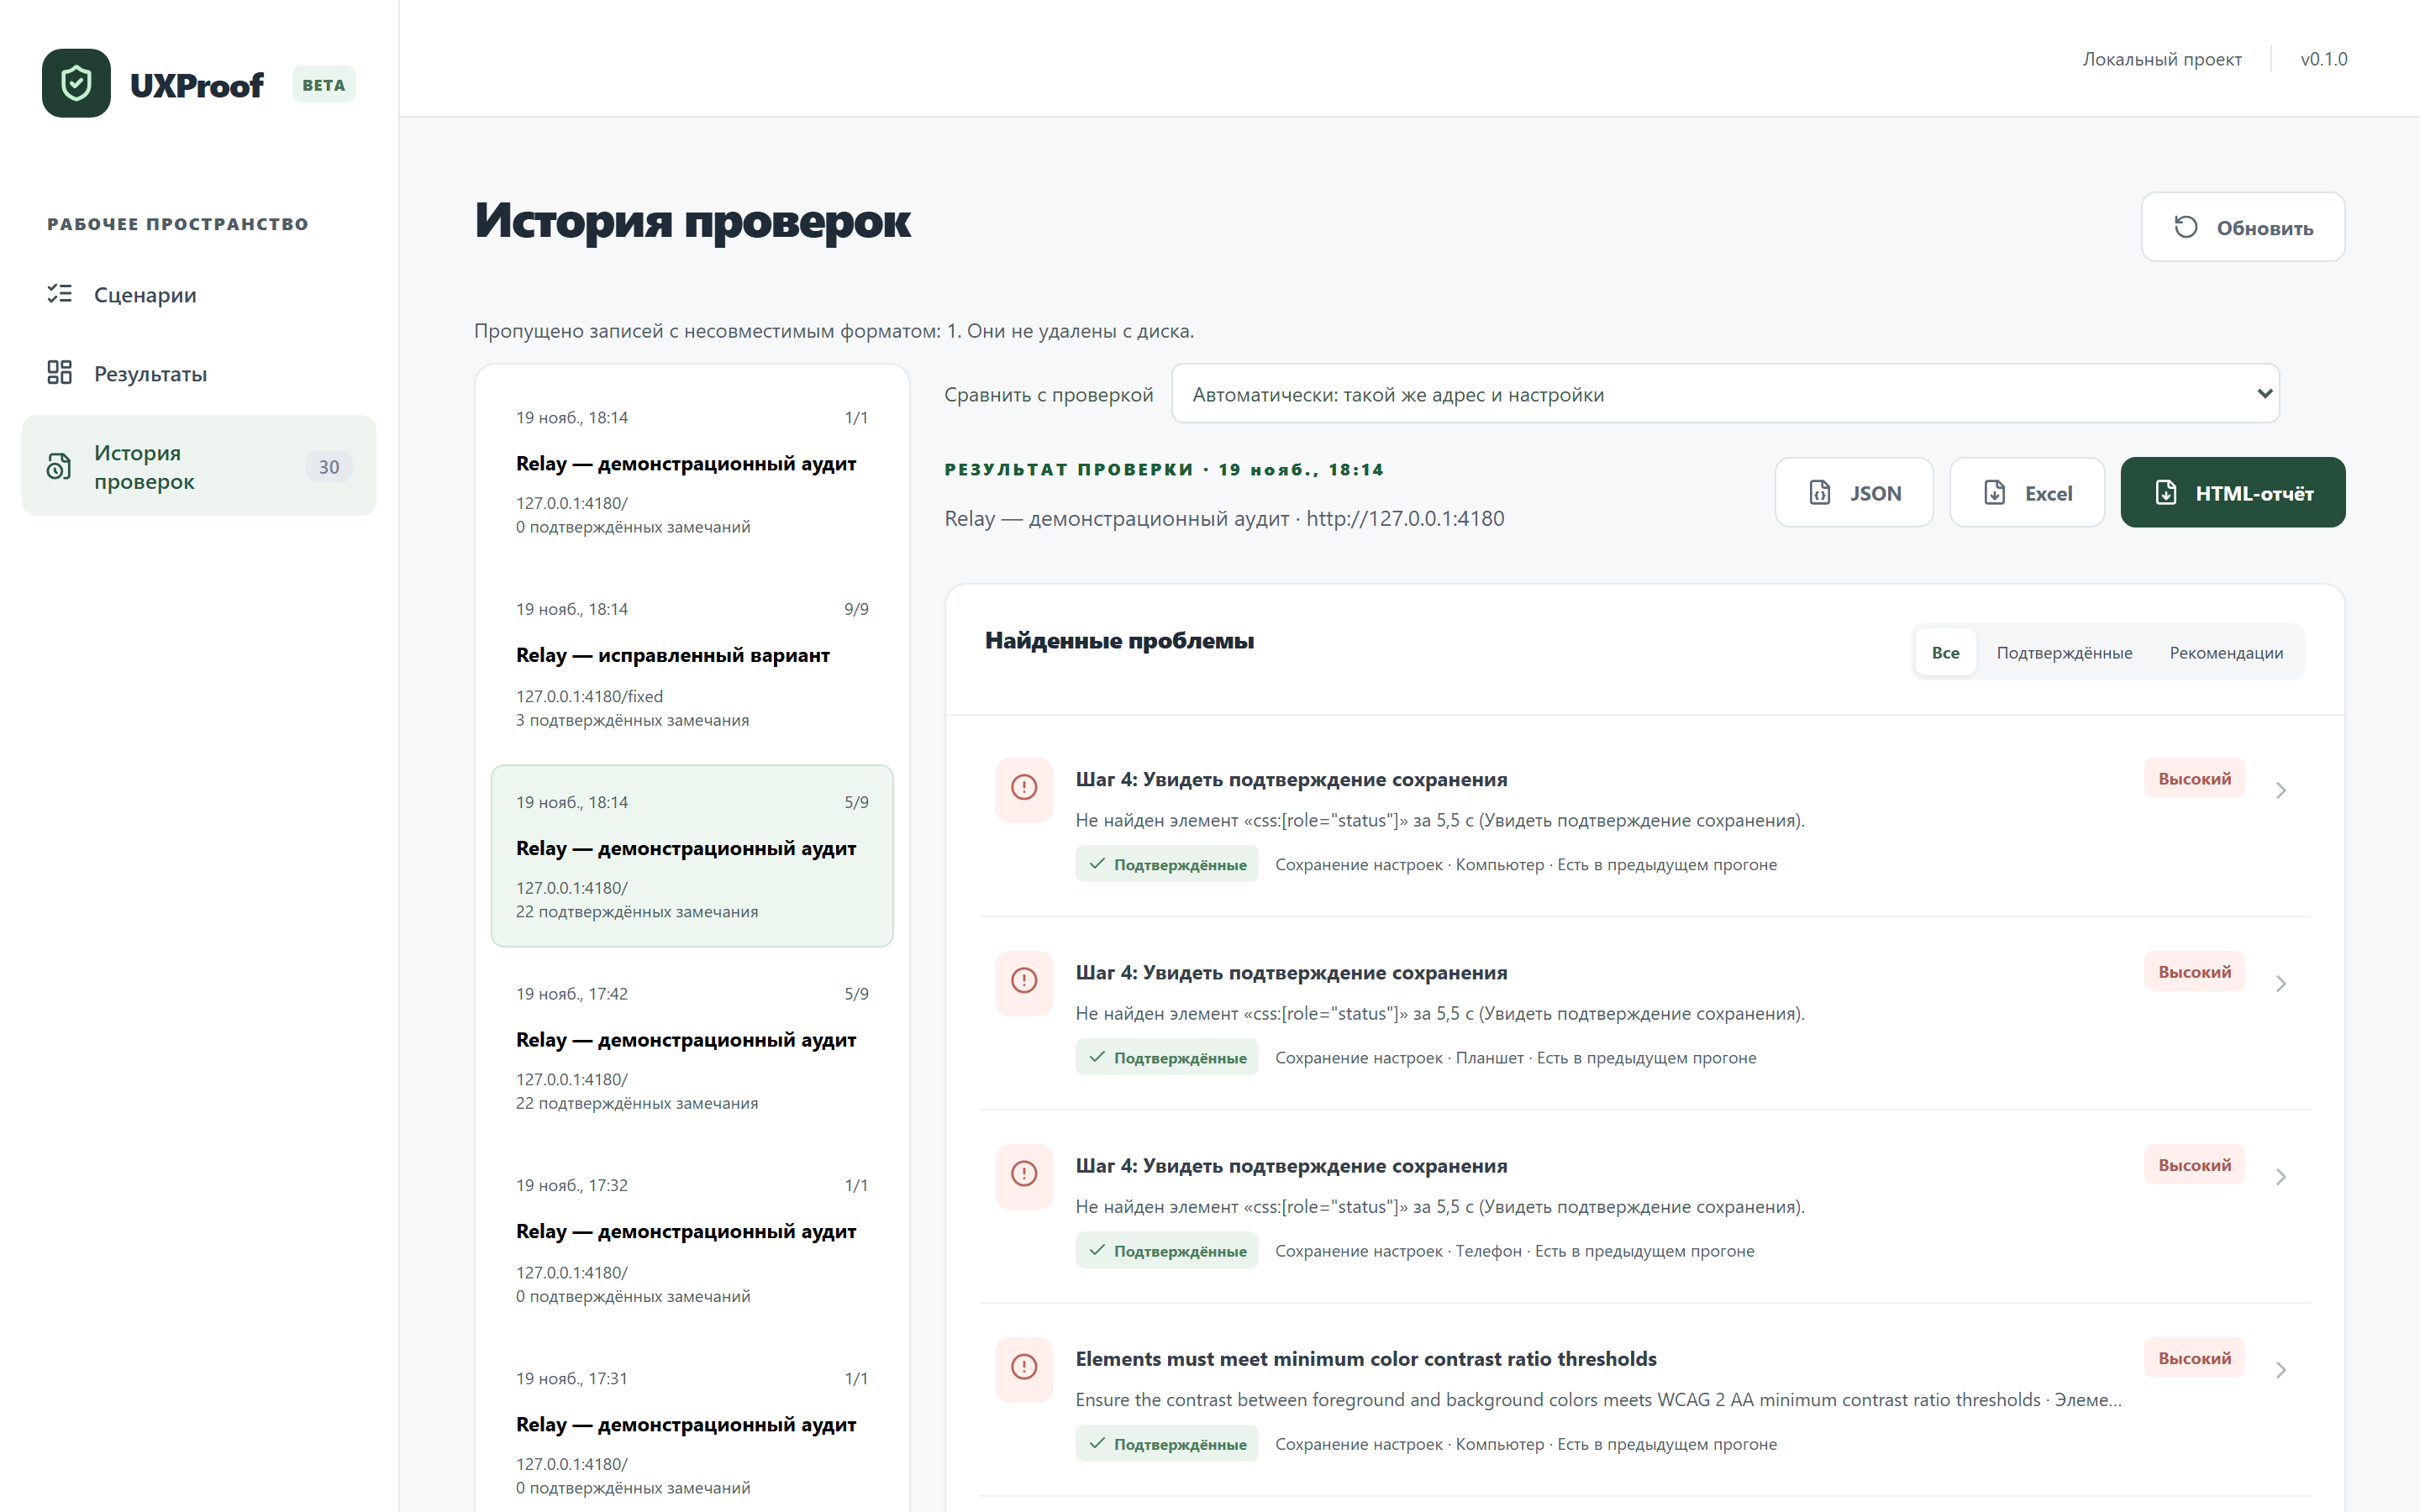 UXProof BETA
Локальный проект v0.1.0
РАБОЧЕЕ ПРОСТРАНСТВО
Сценарии
Результаты
История
проверок
30
История проверок
Обновить
Пропущено записей с несовместимым форматом: 1. Они не удалены с диска.
19 нояб., 18:14 1/1
Relay — демонстрационный аудит
127.0.0.1:4180/
0 подтверждённых замечаний
19 нояб., 18:14 9/9
Relay — исправленный вариант
127.0.0.1:4180/fixed
3 подтверждённых замечания
19 нояб., 18:14 5/9
Relay — демонстрационный аудит
127.0.0.1:4180/
22 подтверждённых замечания
19 нояб., 17:42 5/9
Relay — демонстрационный аудит
127.0.0.1:4180/
22 подтверждённых замечания
19 нояб., 17:32 1/1
Relay — демонстрационный аудит
127.0.0.1:4180/
0 подтверждённых замечаний
19 нояб., 17:31 1/1
Relay — демонстрационный аудит
127.0.0.1:4180/
0 подтверждённых замечаний
Сравнить с проверкой Автоматически: такой же адрес и настройки
РЕЗУЛЬТАТ ПРОВЕРКИ · 19 нояб., 18:14
Relay — демонстрационный аудит · http://127.0.0.1:4180
JSON Excel HTML-отчёт
Найденные проблемы
Все Подтверждённые Рекомендации
Шаг 4: Увидеть подтверждение сохранения Высокий
Не найден элемент «css:[role="status"]» за 5,5 с (Увидеть подтверждение сохранения).
Подтверждённые Сохранение настроек · Компьютер · Есть в предыдущем прогоне
Шаг 4: Увидеть подтверждение сохранения Высокий
Не найден элемент «css:[role="status"]» за 5,5 с (Увидеть подтверждение сохранения).
Подтверждённые Сохранение настроек · Планшет · Есть в предыдущем прогоне
Шаг 4: Увидеть подтверждение сохранения Высокий
Не найден элемент «css:[role="status"]» за 5,5 с (Увидеть подтверждение сохранения).
Подтверждённые Сохранение настроек · Телефон · Есть в предыдущем прогоне
Elements must meet minimum color contrast ratio thresholds Высокий
Ensure the contrast between foreground and background colors meets WCAG 2 AA minimum contrast ratio thresholds · Элеме...
Подтверждённые Сохранение настроек · Компьютер · Есть в предыдущем прогоне